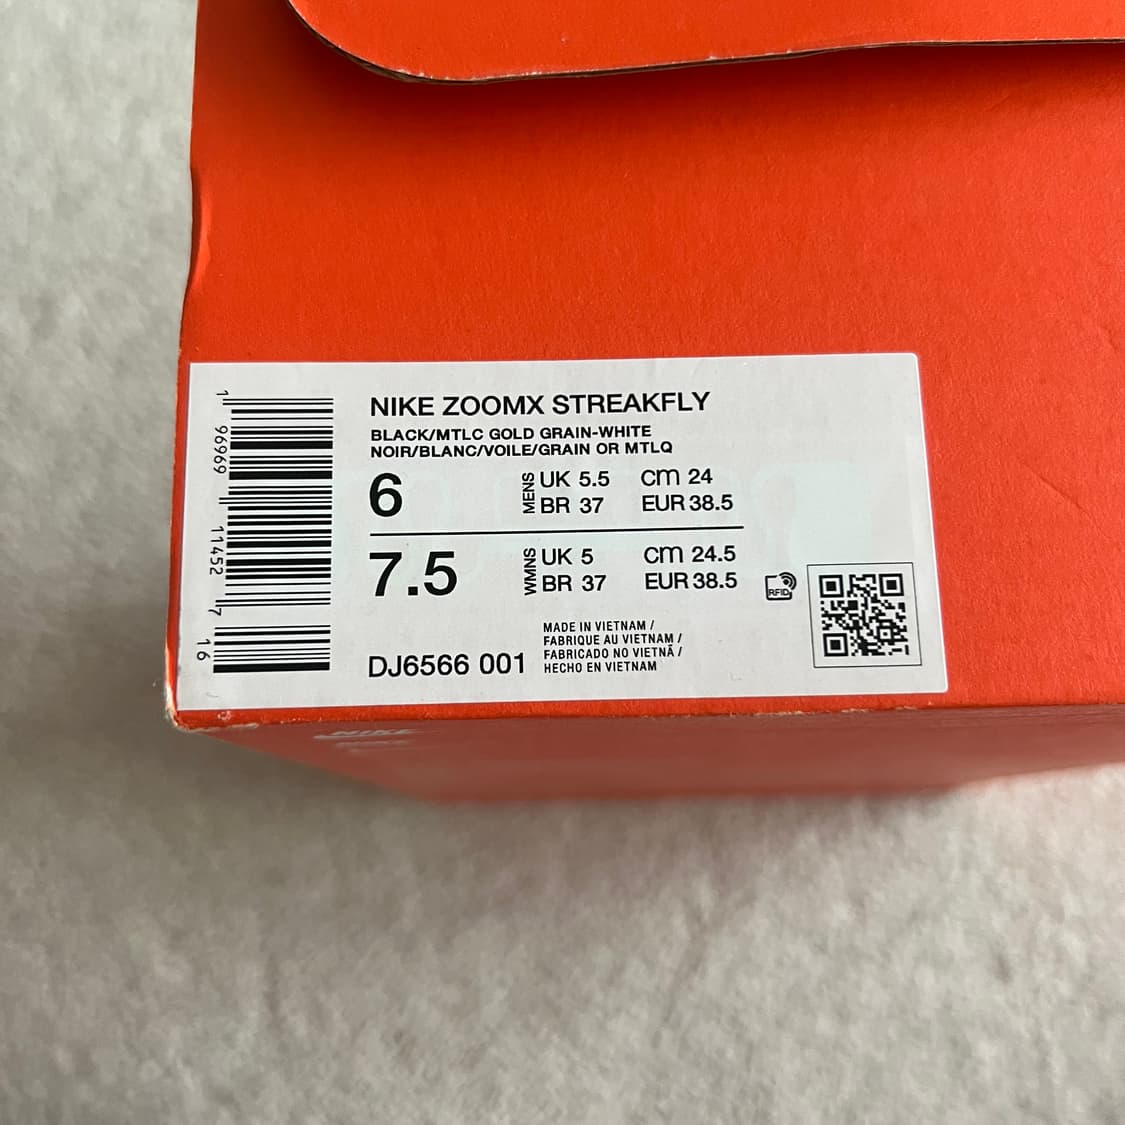 NIKE ZOOMX STREAKFLY
BLACK/MTLC GOLD GRAIN-WHITE
NOIR/BLANC/VOILE/GRAIN OR MTLQ
6 MENS UK 5.5 cm 24
BR 37 EUR 38.5
7.5 WMNS UK 5 cm 24.5
BR 37 EUR 38.5
RFID
MADE IN VIETNAM /
FABRIQUE AU VIETNAM /
FABRICADO NO VIETNÃ /
HECHO EN VIETNAM
DJ6566 001
1 96969 11452 7 16
NIKE